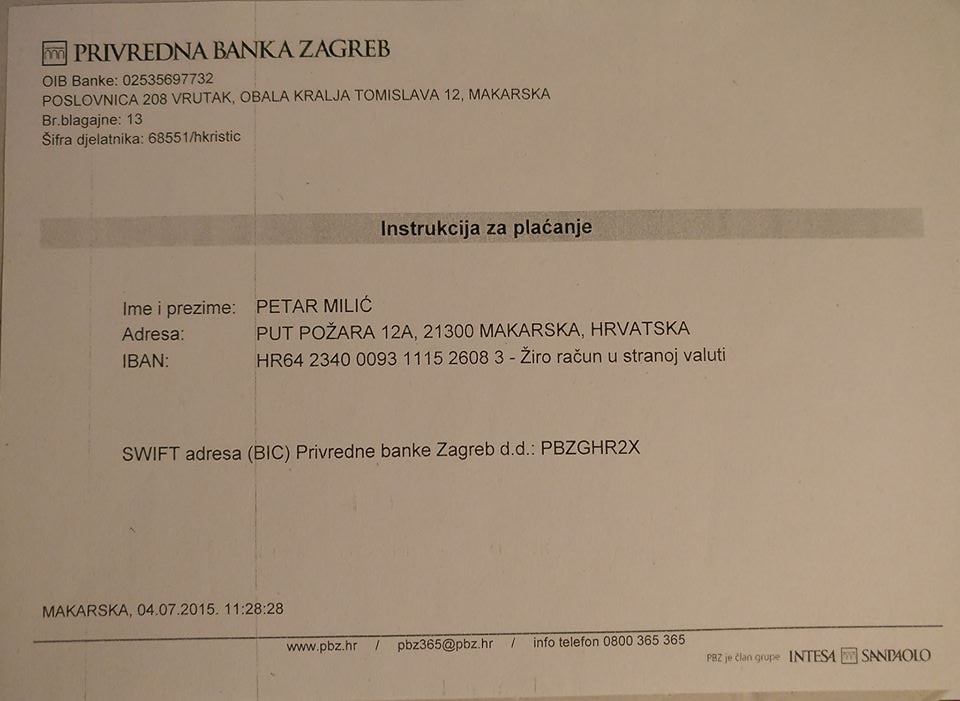 PRIVREDNA BANKA ZAGREB
OIB Banke: 02535697732
POSLOVNICA 208 VRUTAK, OBALA KRALJA TOMISLAVA 12, MAKARSKA
Br.blagajne: 13
Šifra djelatnika: 68551/hkristic
Instrukcija za plaćanje
Ime i prezime: PETAR MILIĆ
Adresa: PUT POŽARA 12A, 21300 MAKARSKA, HRVATSKA
IBAN: HR64 2340 0093 1115 2608 3 - Žiro račun u stranoj valuti
SWIFT adresa (BIC) Privredne banke Zagreb d.d.: PBZGHR2X
MAKARSKA, 04.07.2015. 11:28:28
www.pbz.hr / pbz365@pbz.hr / info telefon 0800 365 365
PBZ je član grupe INTESA SANPAOLO